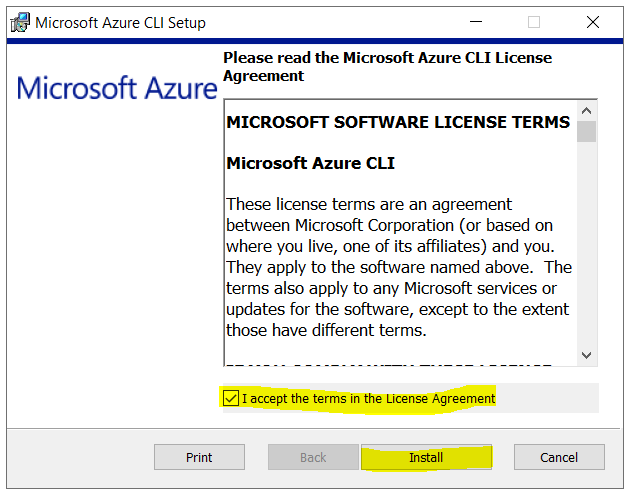 Microsoft Azure CLI Setup
Please read the Microsoft Azure CLI License
Agreement
Microsoft Azure
MICROSOFT SOFTWARE LICENSE TERMS
Microsoft Azure CLI
These license terms are an agreement
between Microsoft Corporation (or based on
where you live, one of its affiliates) and you.
They apply to the software named above.  The
terms also apply to any Microsoft services or
updates for the software, except to the extent
those have different terms.
I accept the terms in the License Agreement
Print
Back
Install
Cancel